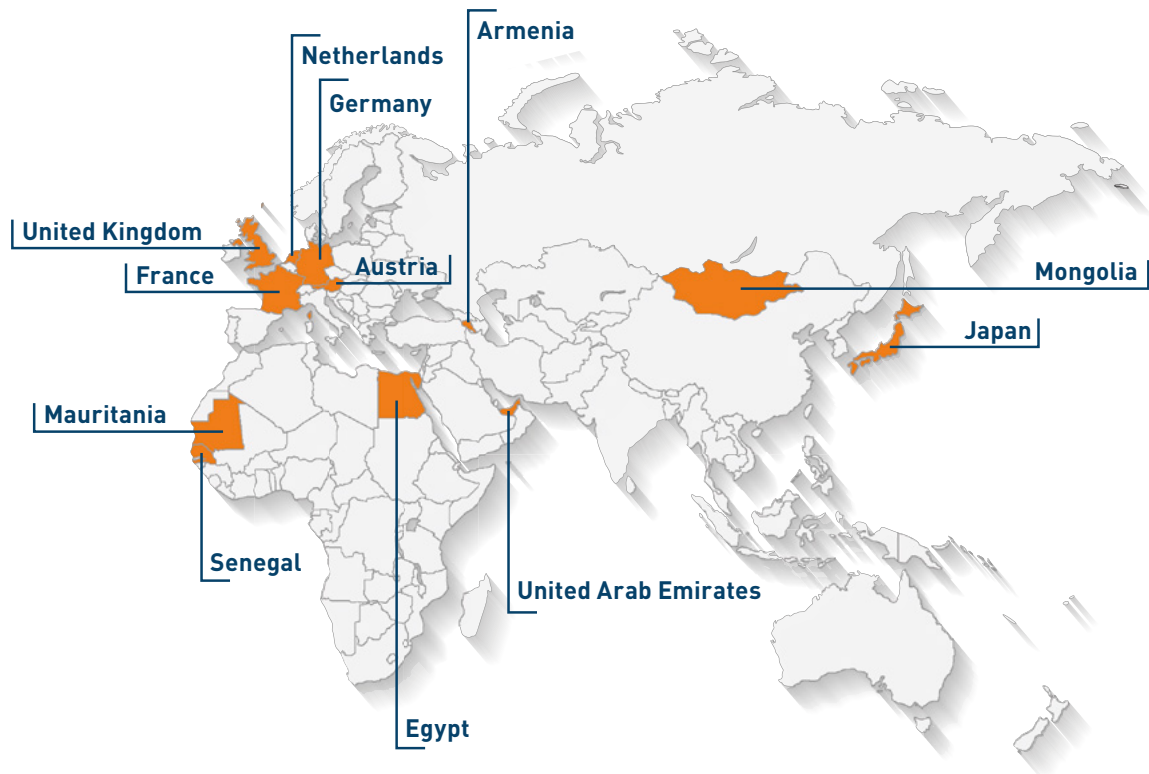 Armenia
Netherlands
Germany
United Kingdom
France
Austria
Mongolia
Japan
Mauritania
Senegal
United Arab Emirates
Egypt